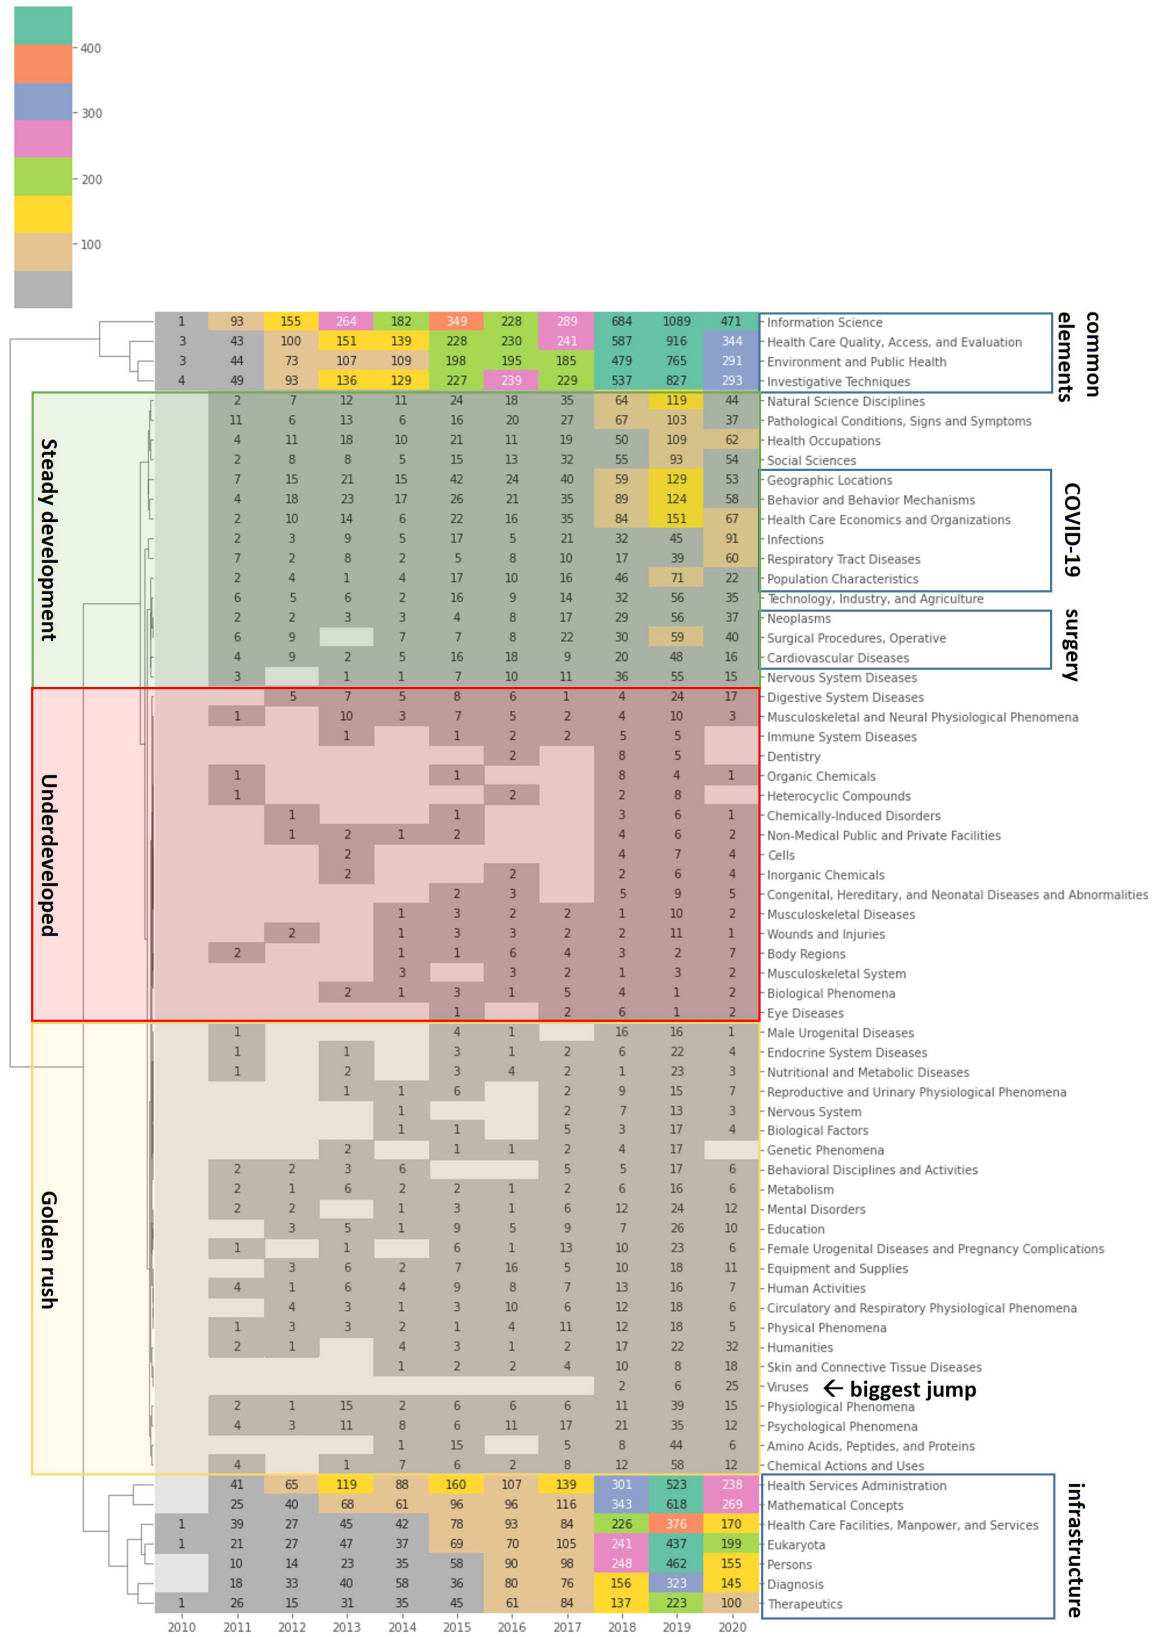 400
300
200
100
1 93 155 264 182 349 228 289 684 1089 471 Information Science
3 43 100 151 139 228 230 241 587 916 344 Health Care Quality, Access, and Evaluation
3 44 73 107 109 198 195 185 479 765 291 Environment and Public Health
4 49 93 136 129 227 239 229 537 827 293 Investigative Techniques
common
elements
2 7 12 11 24 18 35 64 119 44 Natural Science Disciplines
11 6 13 6 16 20 27 67 103 37 Pathological Conditions, Signs and Symptoms
4 11 18 10 21 11 19 50 109 62 Health Occupations
2 8 8 5 15 13 32 55 93 54 Social Sciences
7 15 21 15 42 24 40 59 129 53 Geographic Locations
4 18 23 17 26 21 35 89 124 58 Behavior and Behavior Mechanisms
2 10 14 6 22 16 35 84 151 67 Health Care Economics and Organizations
2 3 9 5 17 5 21 32 45 91 Infections
7 2 8 2 5 8 10 17 39 60 Respiratory Tract Diseases
2 4 1 4 17 10 16 46 71 22 Population Characteristics
COVID-19
6 5 6 2 16 9 14 32 56 35 Technology, Industry, and Agriculture
2 2 3 3 4 8 17 29 56 37 Neoplasms
6 9 7 7 8 22 30 59 40 Surgical Procedures, Operative
4 9 2 5 16 18 9 20 48 16 Cardiovascular Diseases
surgery
3 1 1 7 10 11 36 55 15 Nervous System Diseases
Steady development
5 7 5 8 6 1 4 24 17 Digestive System Diseases
1 10 3 7 5 2 4 10 3 Musculoskeletal and Neural Physiological Phenomena
1 1 2 2 5 5 Immune System Diseases
2 8 5 Dentistry
1 1 8 4 1 Organic Chemicals
1 2 2 8 Heterocyclic Compounds
1 1 3 6 1 Chemically-Induced Disorders
1 2 1 2 4 6 2 Non-Medical Public and Private Facilities
2 4 7 4 Cells
2 2 2 6 4 Inorganic Chemicals
2 3 5 9 5 Congenital, Hereditary, and Neonatal Diseases and Abnormalities
1 3 2 2 1 10 2 Musculoskeletal Diseases
2 1 3 3 2 2 11 1 Wounds and Injuries
2 1 1 6 4 3 2 7 Body Regions
3 3 2 1 3 2 Musculoskeletal System
2 1 3 1 5 4 1 2 Biological Phenomena
1 2 6 1 2 Eye Diseases
Underdeveloped
1 4 1 16 16 1 Male Urogenital Diseases
1 1 3 1 2 6 22 4 Endocrine System Diseases
1 2 3 4 2 1 23 3 Nutritional and Metabolic Diseases
1 1 6 2 9 15 7 Reproductive and Urinary Physiological Phenomena
1 2 7 13 3 Nervous System
1 1 5 3 17 4 Biological Factors
2 1 1 2 4 17 Genetic Phenomena
2 2 3 6 5 5 17 6 Behavioral Disciplines and Activities
2 1 6 2 2 1 2 6 16 6 Metabolism
2 2 1 3 1 6 12 24 12 Mental Disorders
3 5 1 9 5 9 7 26 10 Education
1 1 6 1 13 10 23 6 Female Urogenital Diseases and Pregnancy Complications
3 6 2 7 16 5 10 18 11 Equipment and Supplies
4 1 6 4 9 8 7 13 16 7 Human Activities
4 3 1 3 10 6 12 18 6 Circulatory and Respiratory Physiological Phenomena
1 3 3 2 1 4 11 12 18 5 Physical Phenomena
2 1 4 3 1 2 17 22 32 Humanities
1 2 2 4 10 8 18 Skin and Connective Tissue Diseases
2 6 25 Viruses ← biggest jump
2 1 15 2 6 6 6 11 39 15 Physiological Phenomena
4 3 11 8 6 11 17 21 35 12 Psychological Phenomena
1 15 5 8 44 6 Amino Acids, Peptides, and Proteins
4 1 7 6 2 8 12 58 12 Chemical Actions and Uses
Golden rush
41 65 119 88 160 107 139 301 523 238 Health Services Administration
25 40 68 61 96 96 116 343 618 269 Mathematical Concepts
1 39 27 45 42 78 93 84 226 376 170 Health Care Facilities, Manpower, and Services
1 21 27 47 37 69 70 105 241 437 199 Eukaryota
10 14 23 35 58 90 98 248 462 155 Persons
18 33 40 58 36 80 76 156 323 145 Diagnosis
1 26 15 31 35 45 61 84 137 223 100 Therapeutics
infrastructure
2010 2011 2012 2013 2014 2015 2016 2017 2018 2019 2020